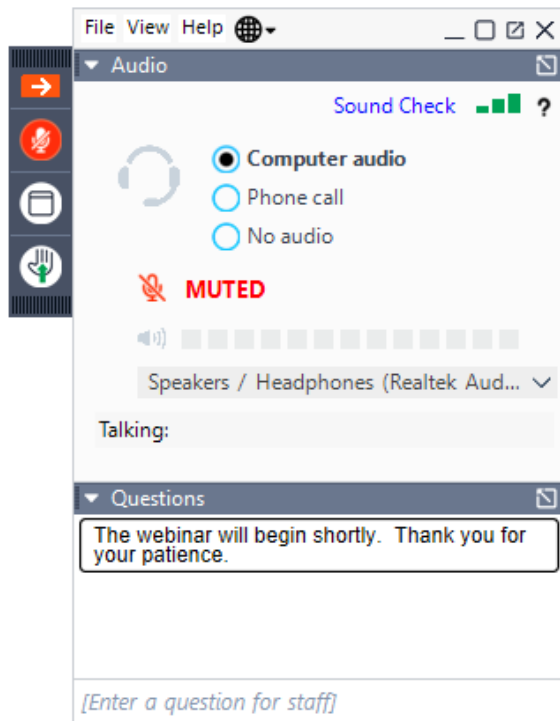 File View Help
Audio
Sound Check ?
Computer audio
Phone call
No audio
MUTED
Speakers / Headphones (Realtek Aud...
Talking:
Questions
The webinar will begin shortly.  Thank you for
your patience.
[Enter a question for staff]